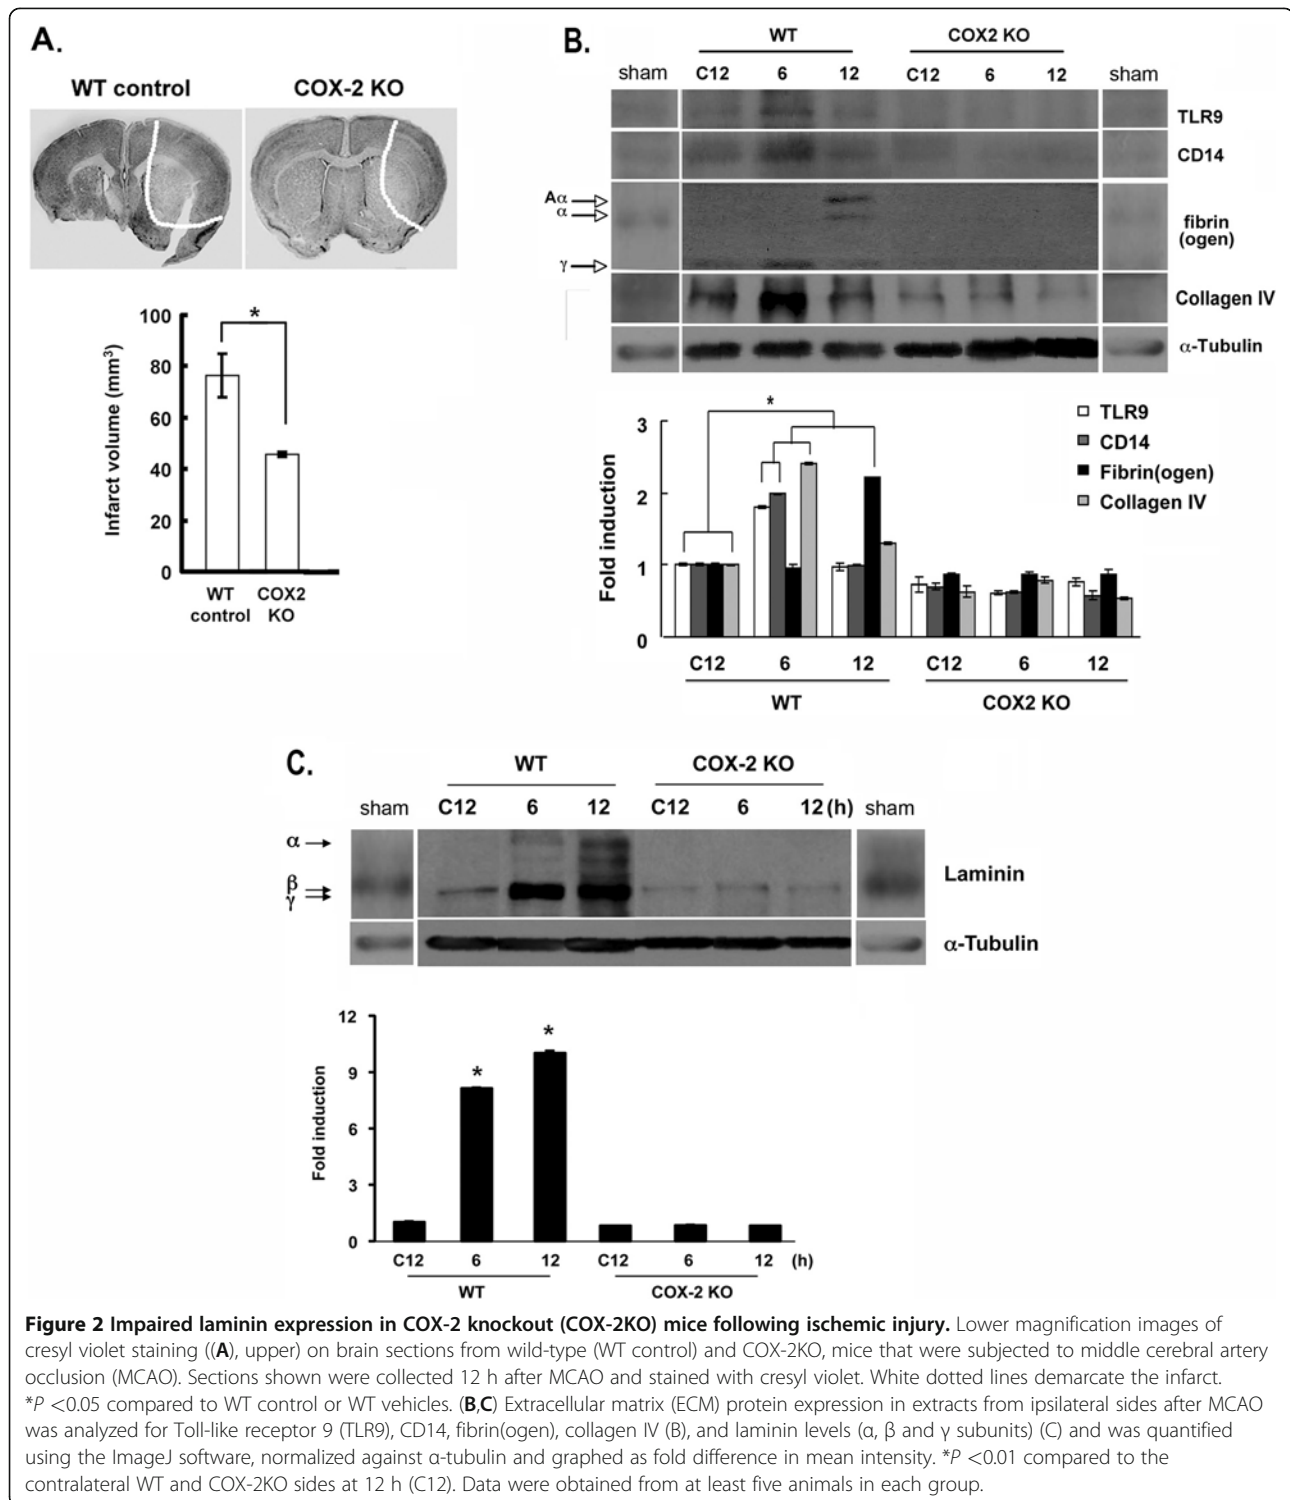 A.
WT control
COX-2 KO
100
80
60
40
20
0
Infarct volume (mm³)
*
WT control
COX2 KO
B.
WT
COX2 KO
sham
C12
6
12
C12
6
12
sham
TLR9
CD14
Aα
α
γ
fibrin (ogen)
Collagen IV
α-Tubulin
*
TLR9
CD14
Fibrin(ogen)
Collagen IV
3
2
1
0
Fold induction
C12
6
12
C12
6
12
WT
COX2 KO
C.
WT
COX-2 KO
sham
C12
6
12
C12
6
12 (h)
sham
α
β
γ
Laminin
α-Tubulin
12
9
6
3
0
Fold induction
*
*
C12
6
12
C12
6
12
(h)
WT
COX-2 KO
Figure 2 Impaired laminin expression in COX-2 knockout (COX-2KO) mice following ischemic injury. Lower magnification images of
cresyl violet staining ((A), upper) on brain sections from wild-type (WT control) and COX-2KO, mice that were subjected to middle cerebral artery
occlusion (MCAO). Sections shown were collected 12 h after MCAO and stained with cresyl violet. White dotted lines demarcate the infarct.
*P <0.05 compared to WT control or WT vehicles. (B,C) Extracellular matrix (ECM) protein expression in extracts from ipsilateral sides after MCAO
was analyzed for Toll-like receptor 9 (TLR9), CD14, fibrin(ogen), collagen IV (B), and laminin levels (α, β and γ subunits) (C) and was quantified
using the ImageJ software, normalized against α-tubulin and graphed as fold difference in mean intensity. *P <0.01 compared to the
contralateral WT and COX-2KO sides at 12 h (C12). Data were obtained from at least five animals in each group.